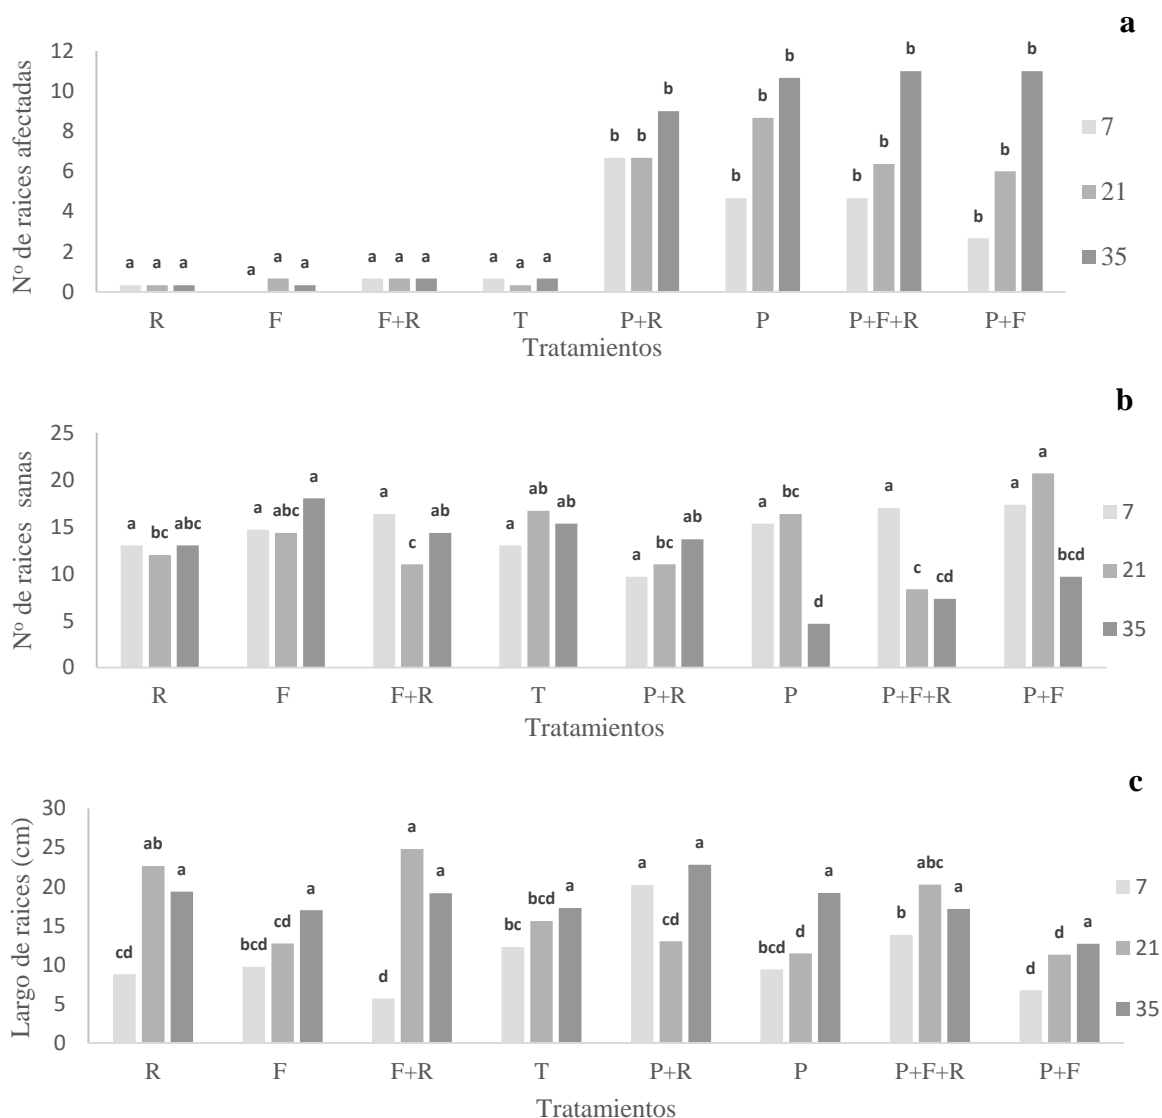 a
Nº de raices afectadas
12
10
8
6
4
2
0
a a a
a a a
a a a
a a a
b b b
b b b
b b b
b b b
R F F+R T P+R P P+F+R P+F
Tratamientos
7
21
35
b
Nº de raices sanas
25
20
15
10
5
0
a bc abc
a abc a
a c ab
a ab ab
a bc ab
a bc d
a c cd
a a bcd
R F F+R T P+R P P+F+R P+F
Tratamientos
7
21
35
c
Largo de raices (cm)
30
25
20
15
10
5
0
cd ab a
bcd cd a
d a a
bc bcd a
a cd a
bcd d a
b abc a
d d a
R F F+R T P+R P P+F+R P+F
Tratamientos
7
21
35